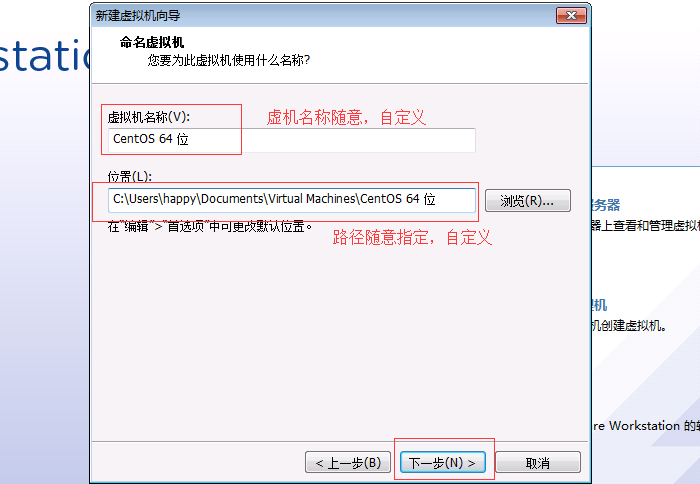 新建虚拟机向导
命名虚拟机
您要为此虚拟机使用什么名称?
虚拟机名称(V):
虚机名称随意，自定义
CentOS 64 位
位置(L):
C:\Users\happy\Documents\Virtual Machines\CentOS 64 位
浏览(R)...
在"编辑">"首选项"中可更改默认位置。
路径随意指定，自定义
< 上一步(B)
下一步(N) >
取消
statio
服务器
器上查看和管理虚拟机
机创建虚拟机。
re Workstation 的